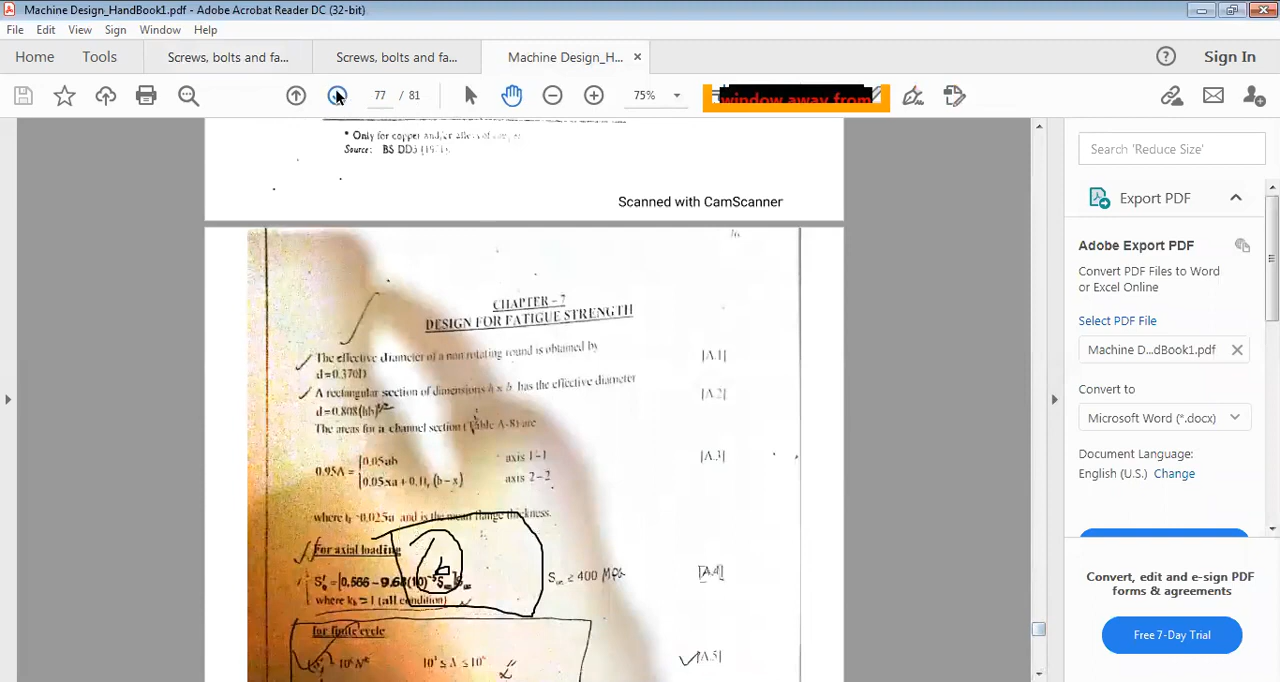 Machine Design_HandBook1.pdf - Adobe Acrobat Reader DC (32-bit)
File Edit View Sign Window Help
Home Tools Screws, bolts and fa... Screws, bolts and fa... Machine Design_H... × Sign In
77 / 81 75% window away from
* Only for copper and/or alloys of
Source: BS DD3
Scanned with CamScanner
CHAPTER – 7
DESIGN FOR FATIGUE STRENGTH
The effective diameter of a non rotating round is obtained by [A.1]
d=0.370D
A rectangular section of dimensions h × b has the effective diameter [A.2]
d=0.808(hb)
The areas for a channel section (Table A-8) are
0.05ab axis 1–1 [A.3]
0.95A =
0.05xa + 0.1t, (b – x) axis 2–2
where 0.025a and is the mean flange thickness.
For axial loading
≥ 400 MPa [A.4]
where = 1 (all condition)
for finite cycle
[A.5]
Search 'Reduce Size'
Export PDF
Adobe Export PDF
Convert PDF Files to Word
or Excel Online
Select PDF File
Machine D...dBook1.pdf
Convert to
Microsoft Word (*.docx)
Document Language:
English (U.S.) Change
Convert, edit and e-sign PDF
forms & agreements
Free 7-Day Trial